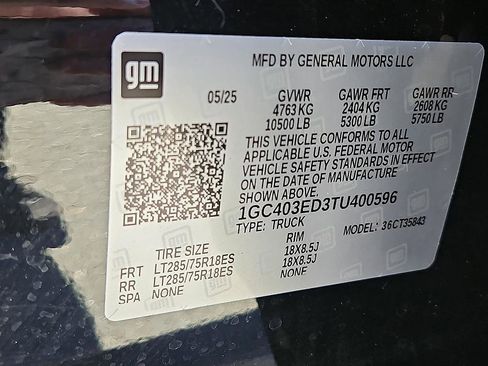 gm
MFD BY GENERAL MOTORS LLC
05/25 GVWR GAWR FRT GAWR RR
4763 KG 2404 KG 2608 KG
10500 LB 5300 LB 5750 LB
THIS VEHICLE CONFORMS TO ALL
APPLICABLE U.S. FEDERAL MOTOR
VEHICLE SAFETY STANDARDS IN EFFECT
ON THE DATE OF MANUFACTURE
SHOWN ABOVE.
1GC403ED3TU400596
TYPE: TRUCK MODEL: 36CT35843
TIRE SIZE RIM
FRT LT285/75R18ES 18X8.5J
RR LT285/75R18ES 18X8.5J
SPA NONE NONE